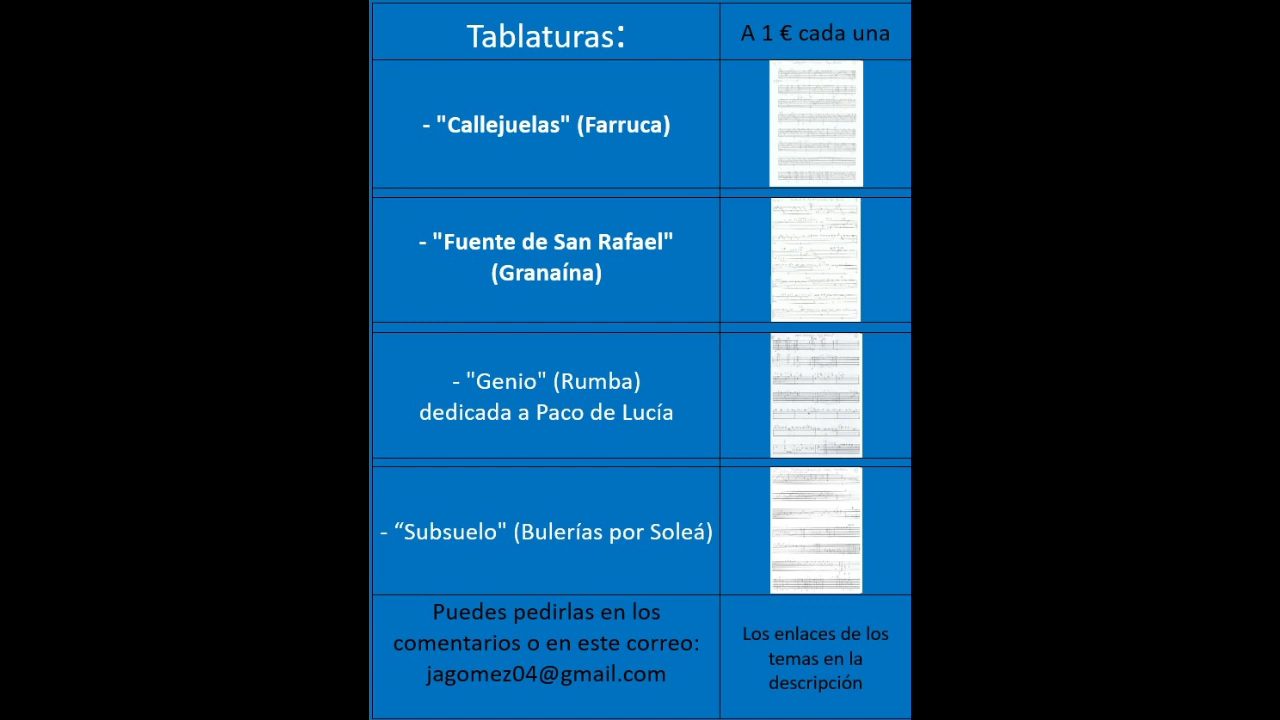 Tablaturas:
A 1 € cada una
- "Callejuelas" (Farruca)
- "Fuente de San Rafael"
(Granaína)
- "Genio" (Rumba)
dedicada a Paco de Lucía
- “Subsuelo" (Bulerías por Soleá)
Puedes pedirlas en los
comentarios o en este correo:
jagomez04@gmail.com
Los enlaces de los
temas en la
descripción